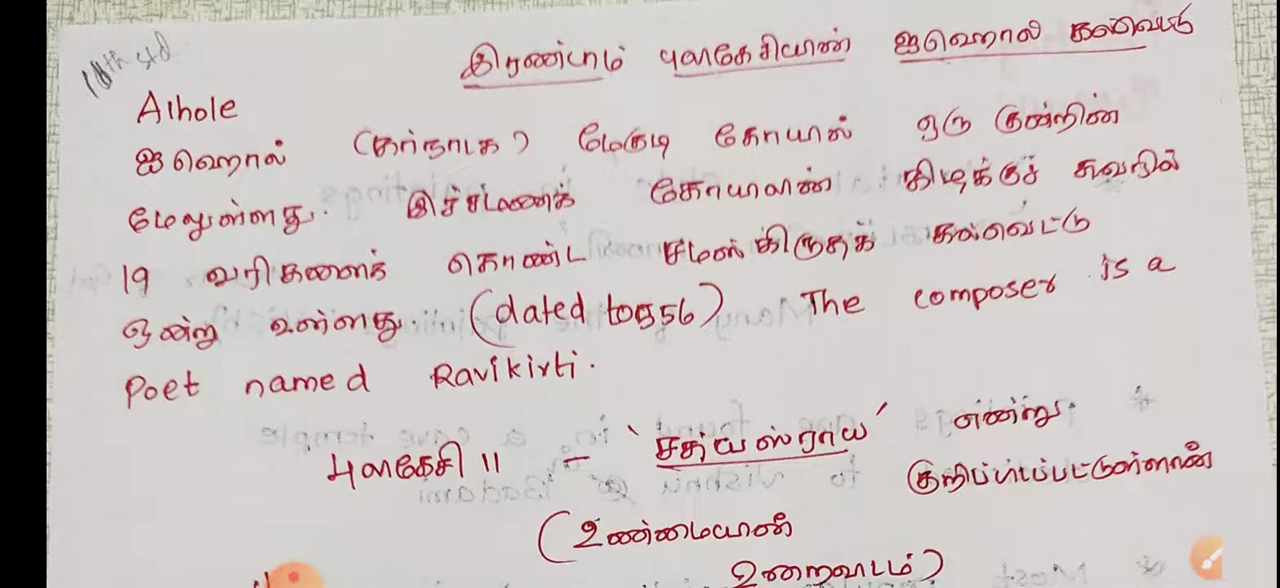 10th std
இரண்டாம் புலிகேசியின் ஐஹோல் கல்வெட்டு
Aihole
ஐஹோல் (கர்நாடக) மேகுடி கோயில் ஒரு குன்றின்
மேலுள்ளது. இச்சமணக் கோயிலின் கிழக்குச் சுவரில்
19 வரிகளைக் கொண்ட சமஸ்கிருதக் கல்வெட்டு
ஒன்று உள்ளது. (dated to 556) The composer is a
Poet named Ravikirti.
புலிகேசி II - 'சத்யஸ்ராய' என்று
குறிப்பிடப்பட்டுள்ளான்
(உண்மையின்
உறைவிடம்)